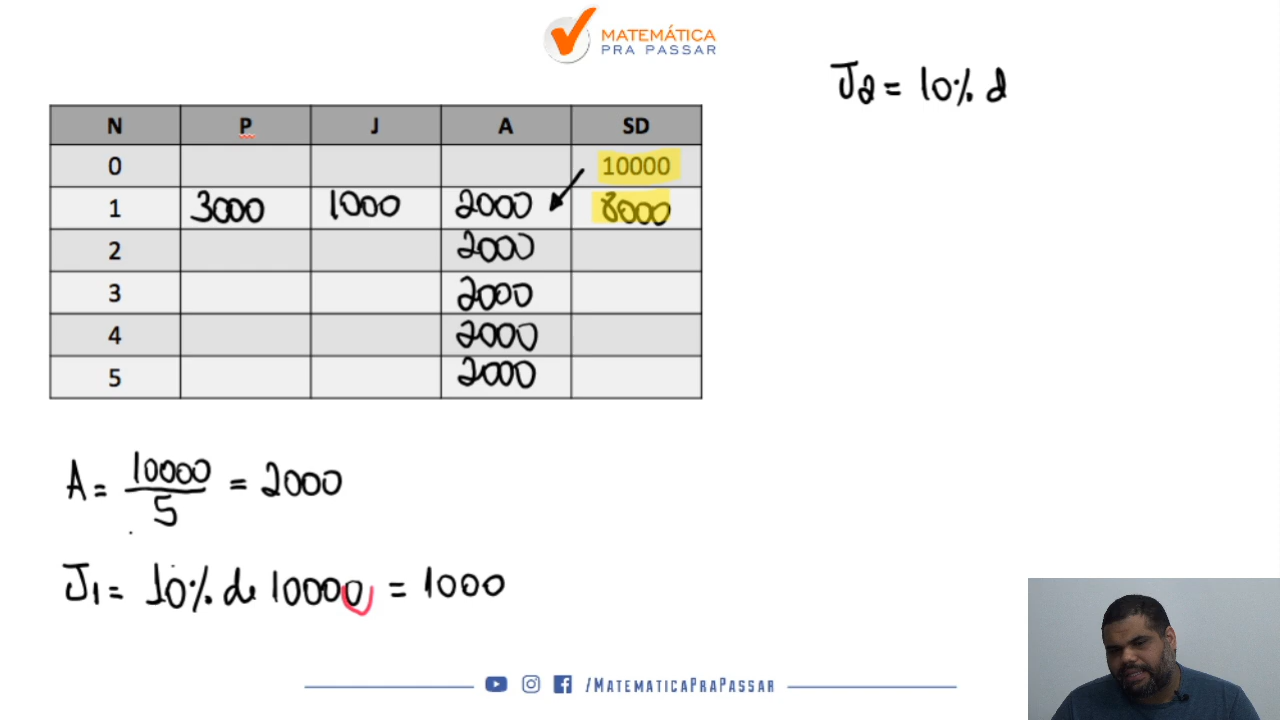 MATEMÁTICA
PRA PASSAR
J2 = 10% d
N P J A SD
0 10000
1 3000 1000 2000 8000
2 2000
3 2000
4 2000
5 2000
A = 10000/5 = 2000
J1 = 10% de 10000 = 1000
/MATEMATICAPRAPASSAR